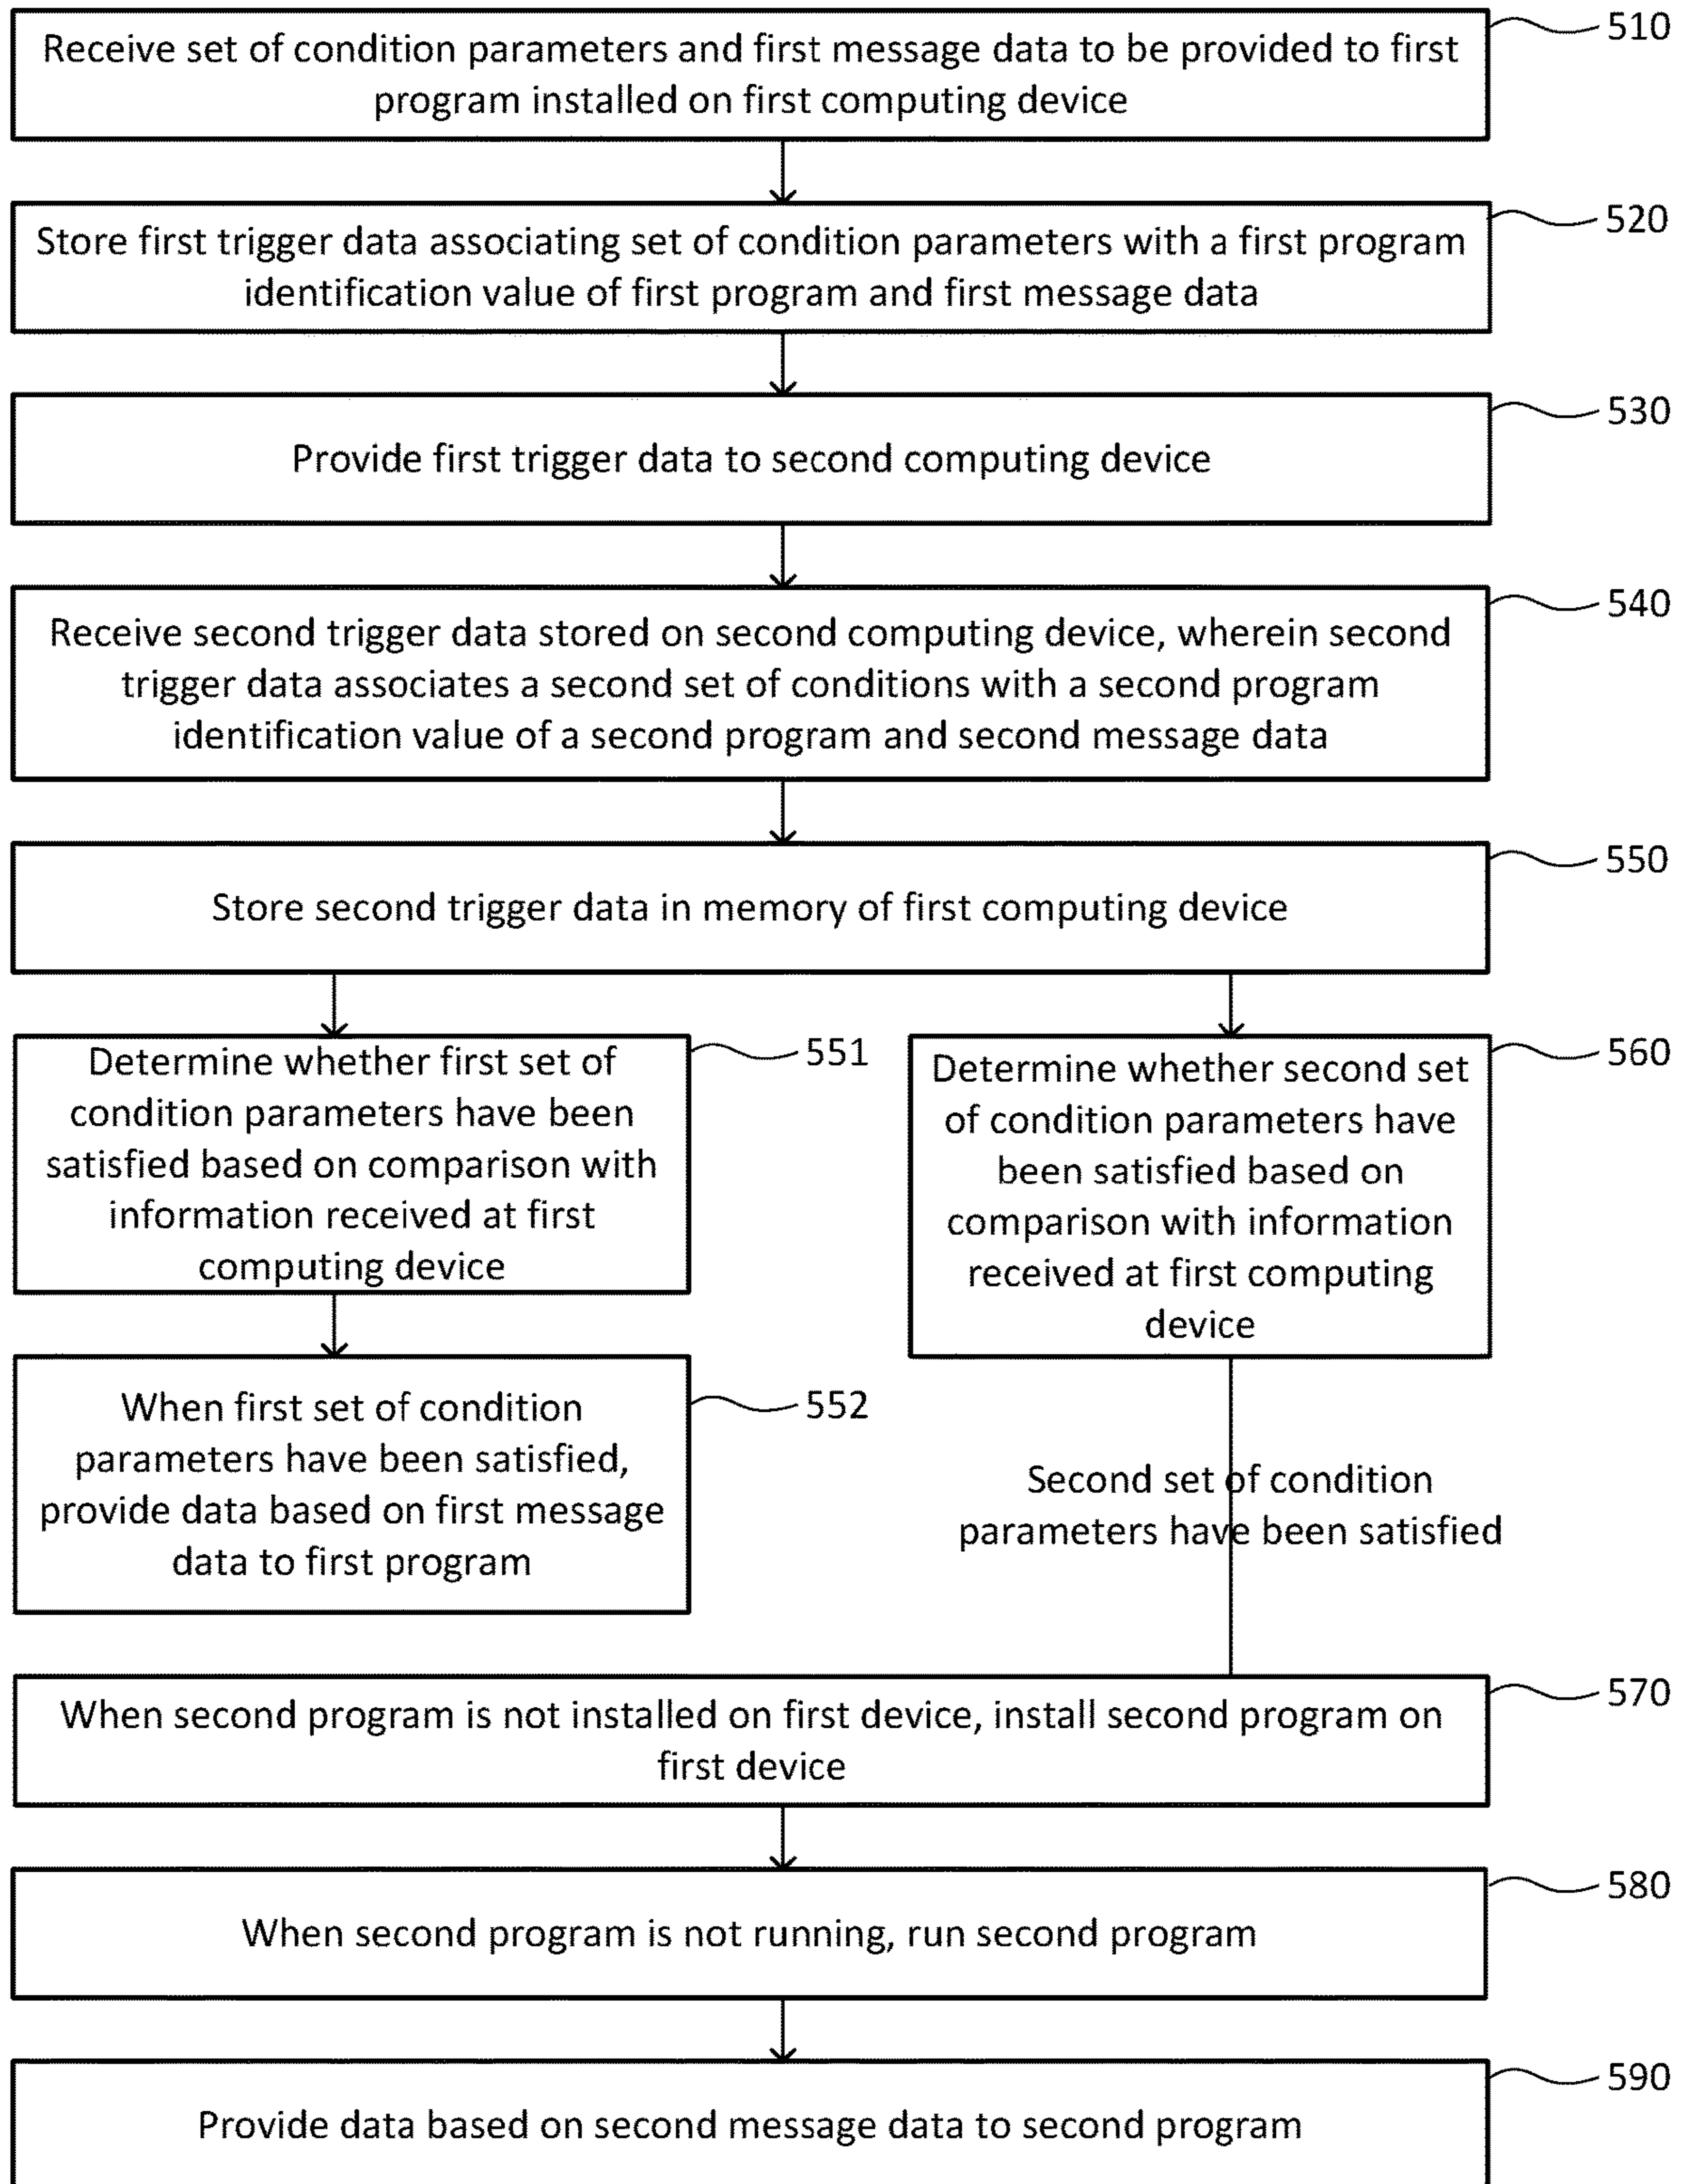 Receive set of condition parameters and first message data to be provided to first
program installed on first computing device
510
Store first trigger data associating set of condition parameters with a first program
identification value of first program and first message data
520
Provide first trigger data to second computing device
530
Receive second trigger data stored on second computing device, wherein second
trigger data associates a second set of conditions with a second program
identification value of a second program and second message data
540
Store second trigger data in memory of first computing device
550
Determine whether first set of
condition parameters have been
satisfied based on comparison with
information received at first
computing device
551
When first set of condition
parameters have been satisfied,
provide data based on first message
data to first program
552
Determine whether second set
of condition parameters have
been satisfied based on
comparison with information
received at first computing
device
560
Second set of condition
parameters have been satisfied
When second program is not installed on first device, install second program on
first device
570
When second program is not running, run second program
580
Provide data based on second message data to second program
590